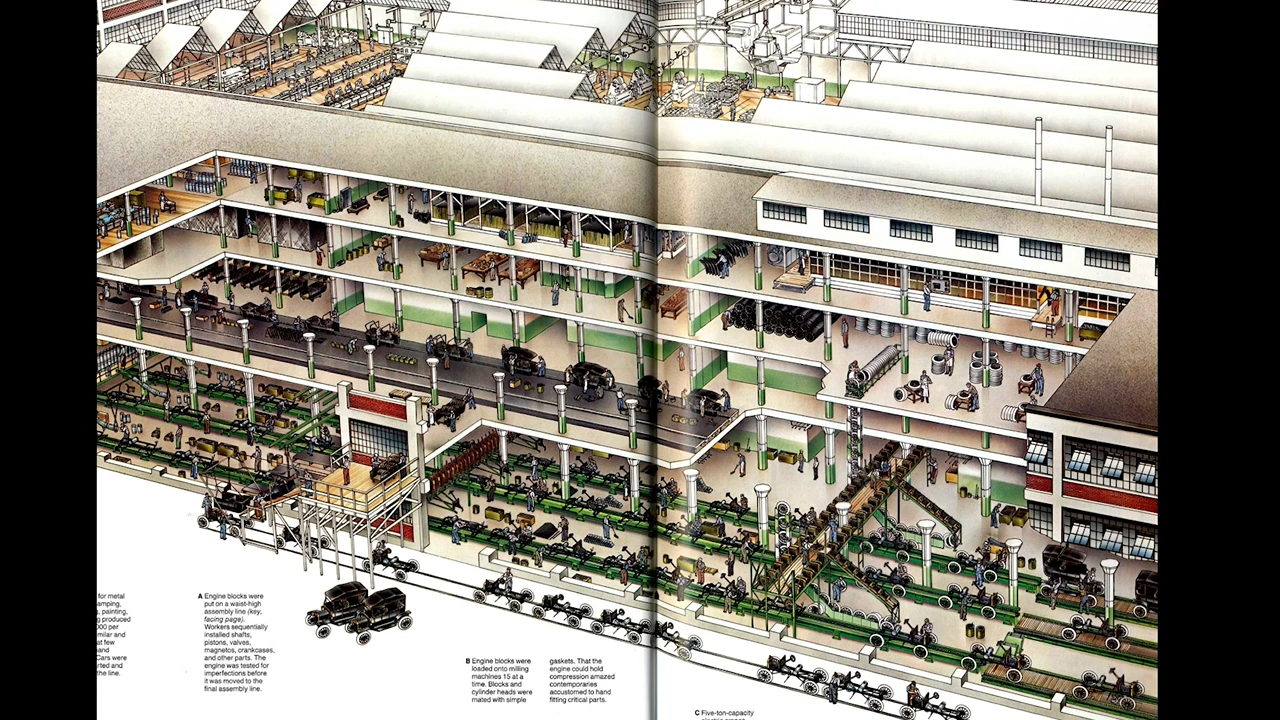 for metal
amping,
, painting,
g produced
000 per
milar and
at few
and
Cars were
rted and
the line.
A Engine blocks were
put on a waist-high
assembly line (key,
facing page).
Workers sequentially
installed shafts,
pistons, valves,
magnetos, crankcases,
and other parts. The
engine was tested for
imperfections before
it was moved to the
final assembly line.
B Engine blocks were
loaded onto milling
machines 15 at a
time. Blocks and
cylinder heads were
mated with simple
gaskets. That the
engine could hold
compression amazed
contemporaries
accustomed to hand
fitting critical parts.
C Five-ton-capacity